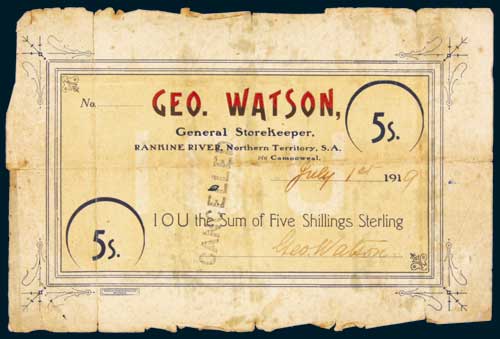 No.
GEO. WATSON,
5s.
General Storekeeper.
RANKINE RIVER, Northern Territory, S.A.
via Camooweal.
July 1st 1919
CANCELLED
I O U the Sum of Five Shillings Sterling
5s.
Geo. Watson.